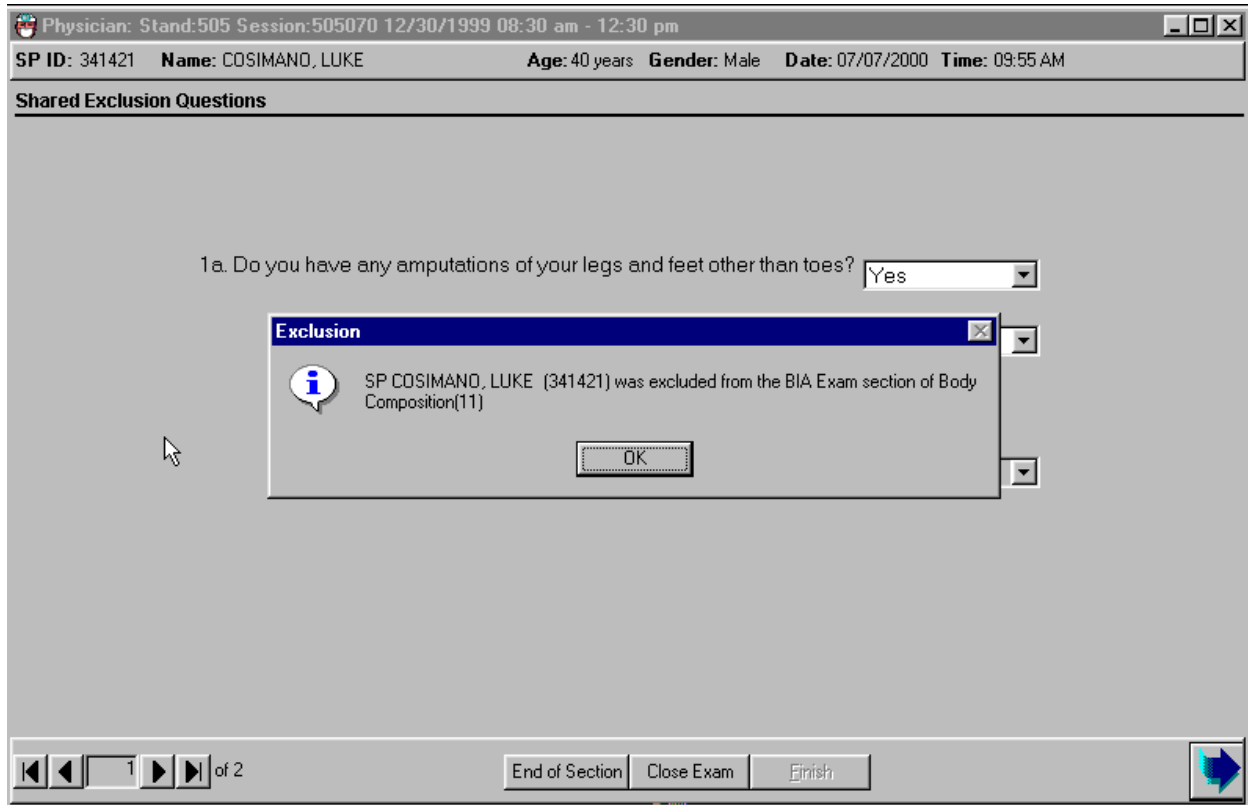 Physician: Stand:505 Session:505070 12/30/1999 08:30 am - 12:30 pm
SP ID: 341421 Name: COSIMANO, LUKE Age: 40 years Gender: Male Date: 07/07/2000 Time: 09:55 AM
Shared Exclusion Questions
1a. Do you have any amputations of your legs and feet other than toes? Yes
Exclusion
SP COSIMANO, LUKE (341421) was excluded from the BIA Exam section of Body
Composition(11)
OK
1 of 2 End of Section Close Exam Finish